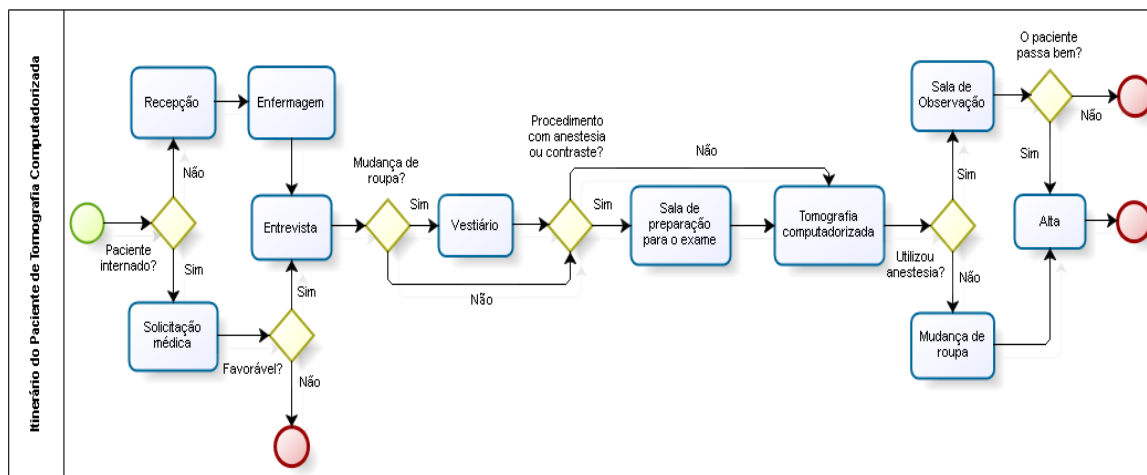 Itinerário do Paciente de Tomografia Computadorizada
Recepção
Enfermagem
Não
Paciente
internado?
Sim
Solicitação
médica
Favorável?
Sim
Não
Entrevista
Mudança de
roupa?
Sim
Não
Vestiário
Procedimento
com anestesia
ou contraste?
Não
Sim
Sala de
preparação
para o exame
Tomografia
computadorizada
Utilizou
anestesia?
Sim
Não
Sala de
Observação
Mudança de
roupa
O paciente
passa bem?
Não
Sim
Alta